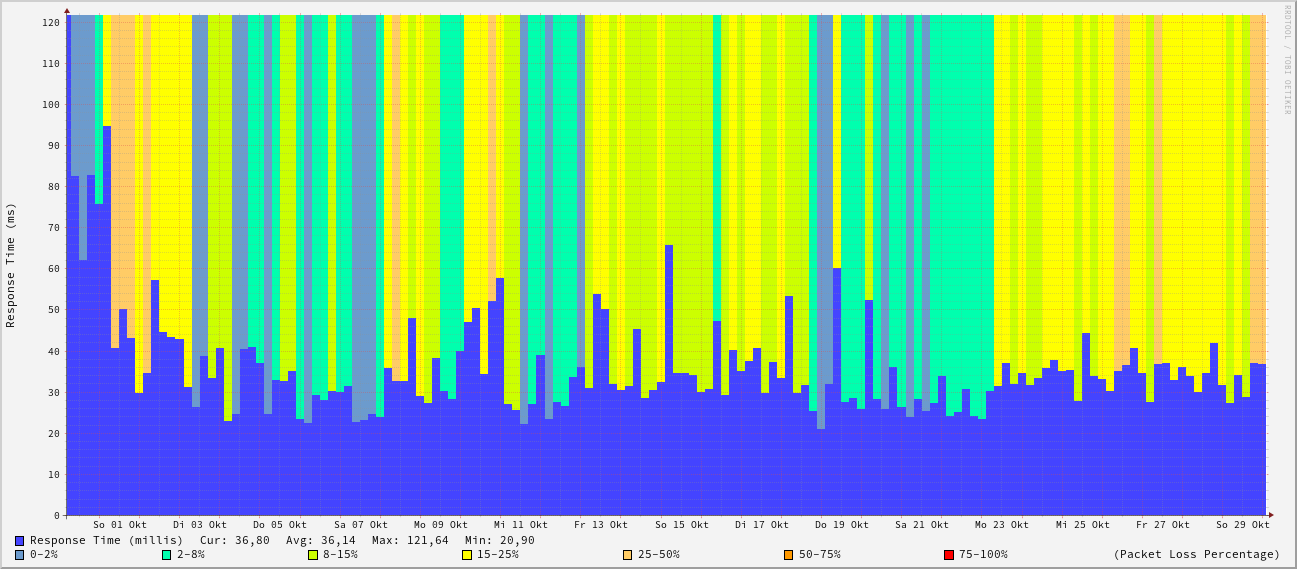 RRDTOOL / TOBI OETIKER
Response Time (ms)
120
110
100
90
80
70
60
50
40
30
20
10
0
So 01 Okt Di 03 Okt Do 05 Okt Sa 07 Okt Mo 09 Okt Mi 11 Okt Fr 13 Okt So 15 Okt Di 17 Okt Do 19 Okt Sa 21 Okt Mo 23 Okt Mi 25 Okt Fr 27 Okt So 29 Okt
Response Time (millis) Cur: 36,80 Avg: 36,14 Max: 121,64 Min: 20,90
0-2% 2-8% 8-15% 15-25% 25-50% 50-75% 75-100% (Packet Loss Percentage)